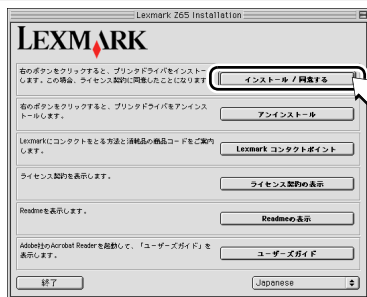 Lexmark Z65 Installation
LEXMARK
右のボタンをクリックすると、プリンタドライバをインストー
します。この場合、ライセンス契約に同意したことになります
インストール / 同意する
右のボタンをクリックすると、プリンタドライバをアンインス
トールします。
アンインストール
Lexmarkにコンタクトをとる方法と消耗品の商品コードをご案内
します。
Lexmark コンタクトポイント
ライセンス契約を表示します。
ライセンス契約の表示
Readmeを表示します。
Readmeの表示
Adobe社のAcrobat Readerを起動して、「ユーザーズガイド」を
表示します。
ユーザーズガイド
終了
Japanese